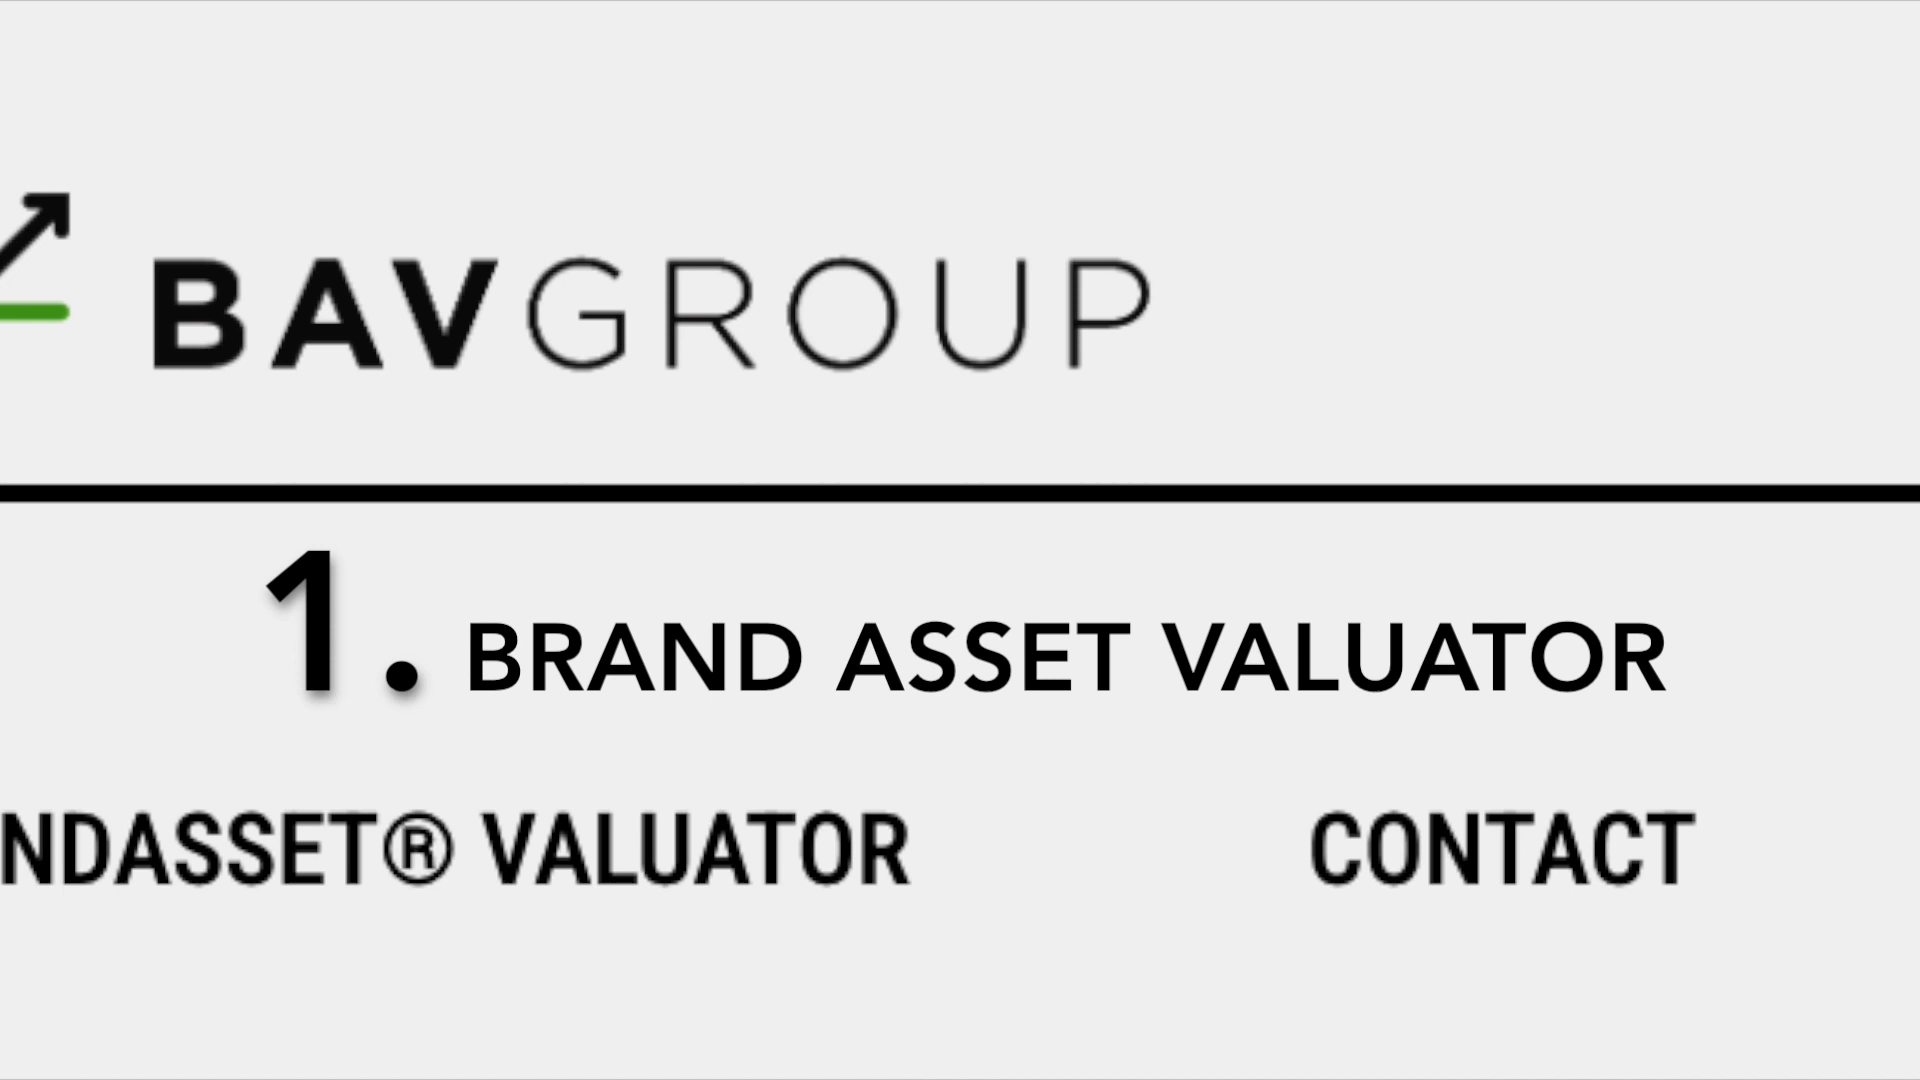 BAVGROUP
1. BRAND ASSET VALUATOR
NDASSET® VALUATOR
CONTACT